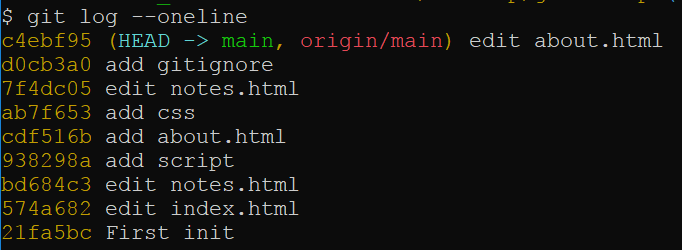 $ git log --oneline
c4ebf95 (HEAD -> main, origin/main) edit about.html
d0cb3a0 add gitignore
7f4dc05 edit notes.html
ab7f653 add css
cdf516b add about.html
938298a add script
bd684c3 edit notes.html
574a682 edit index.html
21fa5bc First init